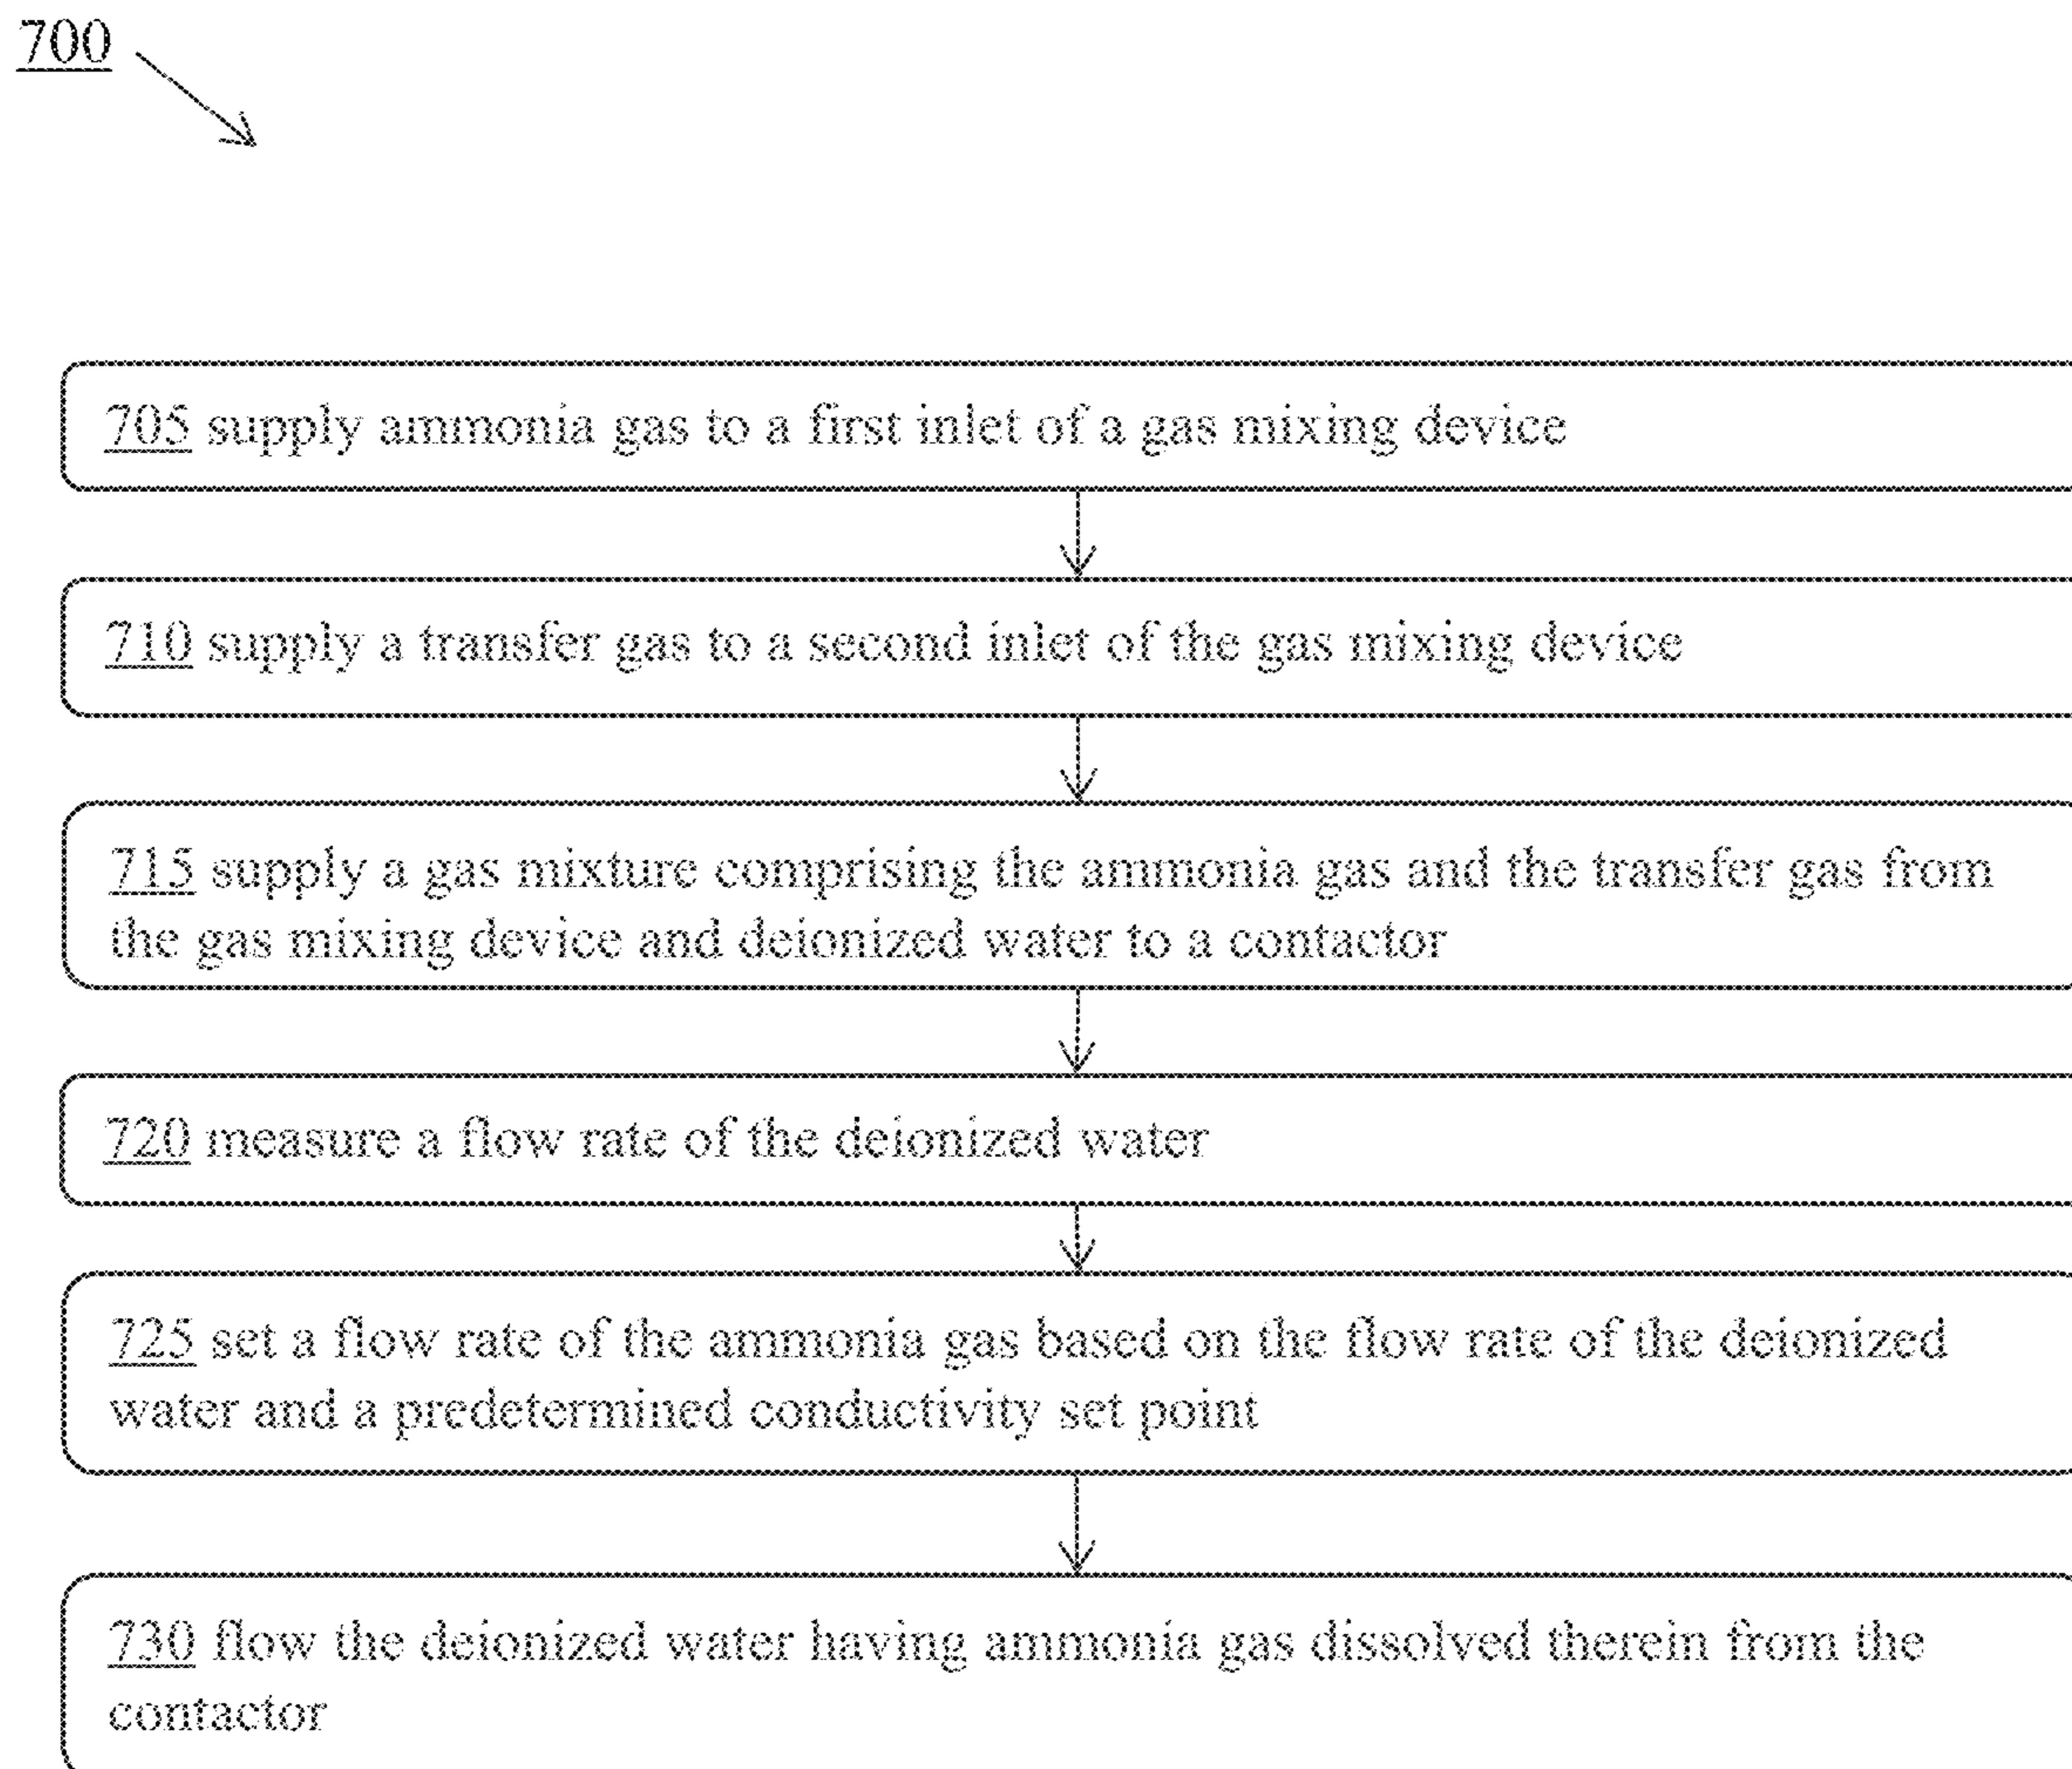 700
705 supply ammonia gas to a first inlet of a gas mixing device
710 supply a transfer gas to a second inlet of the gas mixing device
715 supply a gas mixture comprising the ammonia gas and the transfer gas from
the gas mixing device and deionized water to a contactor
720 measure a flow rate of the deionized water
725 set a flow rate of the ammonia gas based on the flow rate of the deionized
water and a predetermined conductivity set point
730 flow the deionized water having ammonia gas dissolved therein from the
contactor